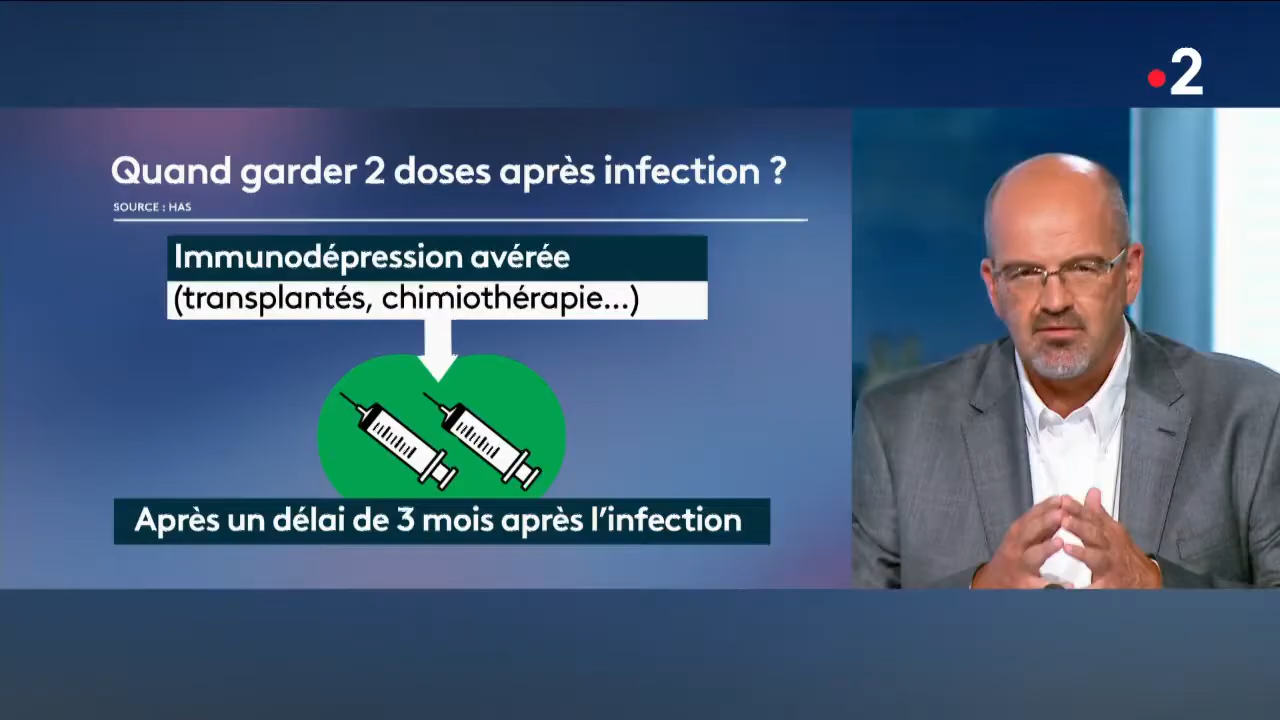 2
Quand garder 2 doses après infection ?
SOURCE : HAS
Immunodépression avérée
(transplantés, chimiothérapie...)
Après un délai de 3 mois après l'infection